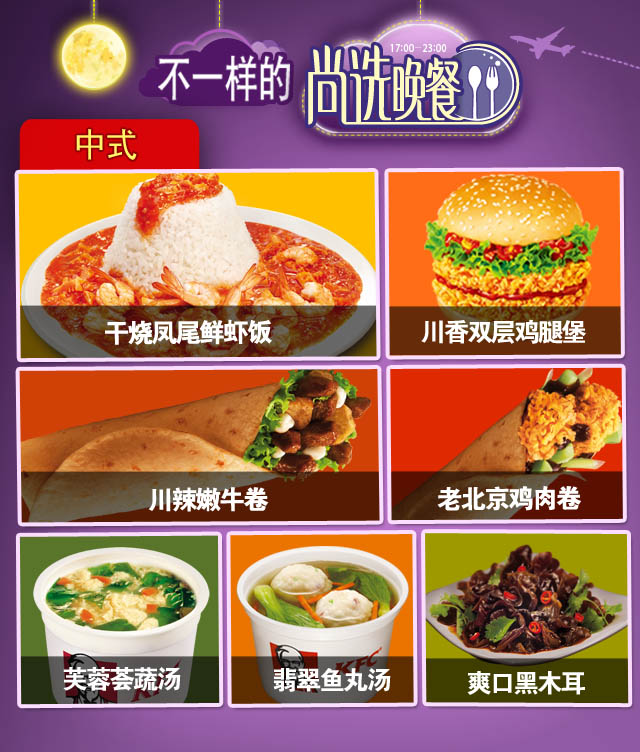 17:00-23:00
不一样的
尚选晚餐
中式
干烧凤尾鲜虾饭
川香双层鸡腿堡
川辣嫩牛卷
老北京鸡肉卷
芙蓉荟蔬汤
KFC
翡翠鱼丸汤
KFC
爽口黑木耳